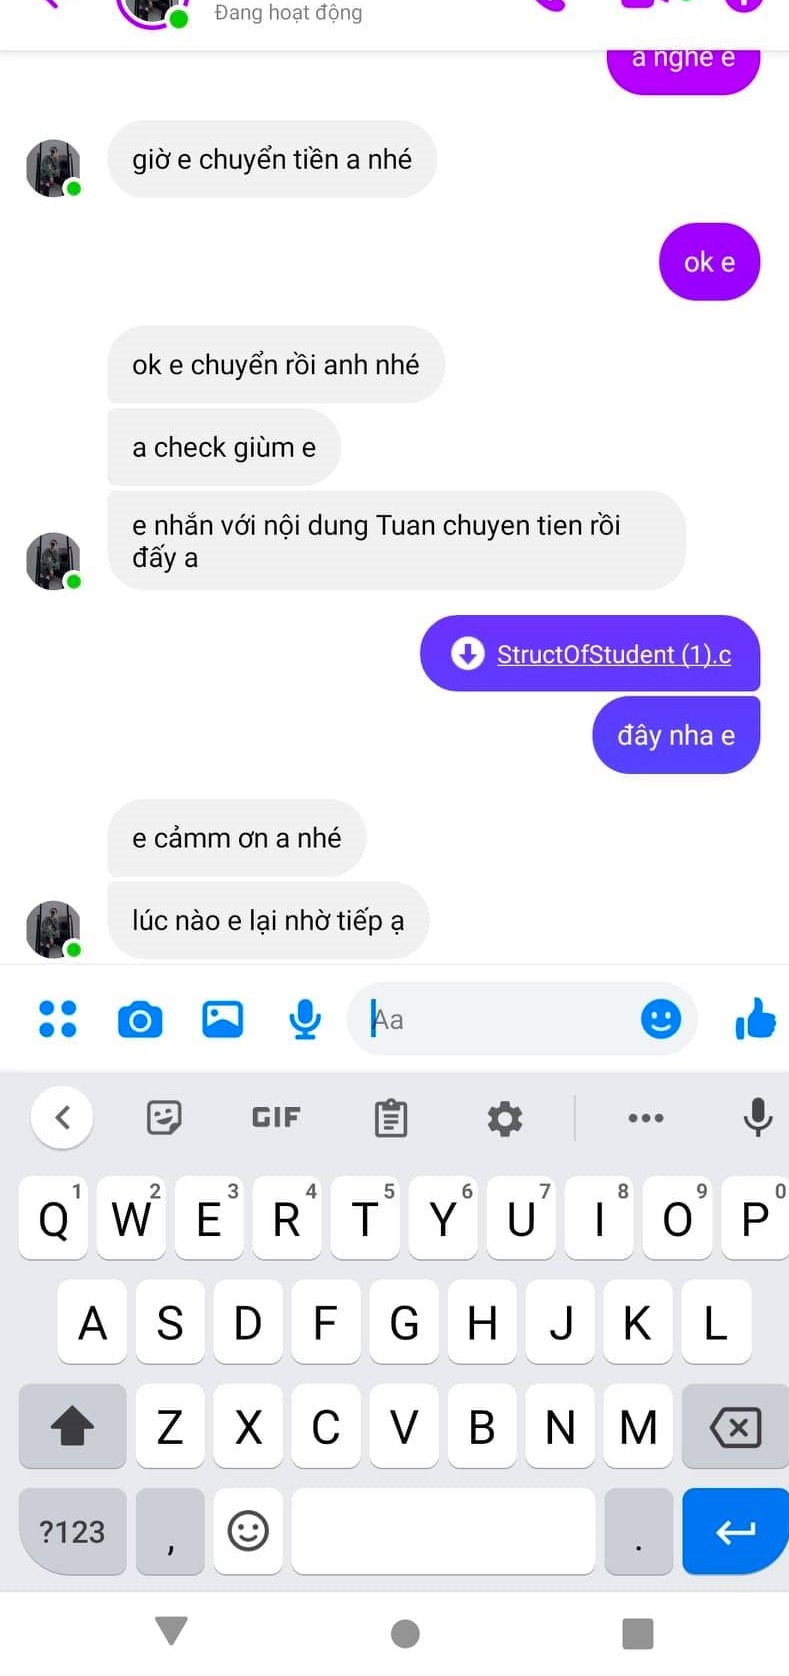 Đang hoạt động
a nghe e
giờ e chuyển tiền a nhé
ok e
ok e chuyển rồi anh nhé
a check giùm e
e nhắn với nội dung Tuan chuyen tien rồi
đấy a
StructOfStudent (1).c
đây nha e
e cảmm ơn a nhé
lúc nào e lại nhờ tiếp ạ
Aa
GIF
1 2 3 4 5 6 7 8 9 0
Q W E R T Y U I O P
A S D F G H J K L
Z X C V B N M
?123 , .